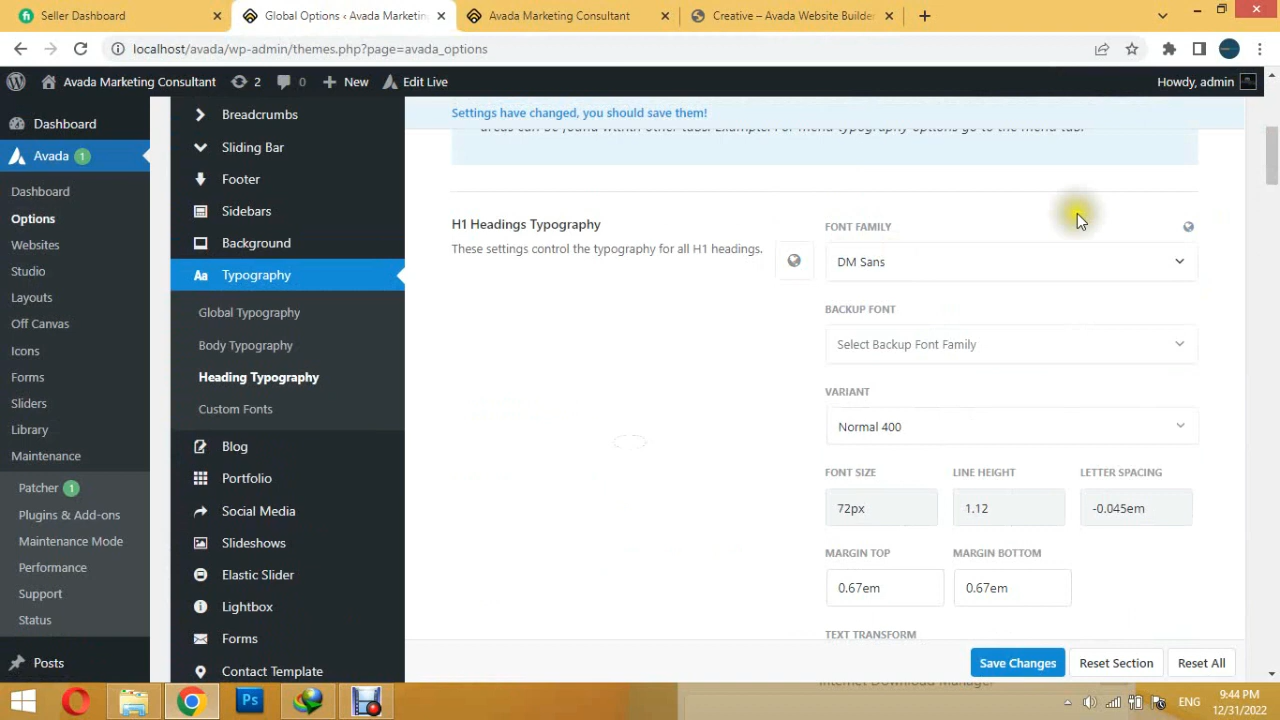 Seller Dashboard
Global Options ‹ Avada Marketin
Avada Marketing Consultant
Creative – Avada Website Builde
localhost/avada/wp-admin/themes.php?page=avada_options
Avada Marketing Consultant
2
0
New
Edit Live
Howdy, admin
Dashboard
Avada 1
Dashboard
Options
Websites
Studio
Layouts
Off Canvas
Icons
Forms
Sliders
Library
Maintenance
Patcher 1
Plugins & Add-ons
Maintenance Mode
Performance
Support
Status
Posts
Breadcrumbs
Sliding Bar
Footer
Sidebars
Background
Aa Typography
Global Typography
Body Typography
Heading Typography
Custom Fonts
Blog
Portfolio
Social Media
Slideshows
Elastic Slider
Lightbox
Forms
Contact Template
Settings have changed, you should save them!
areas can be found within other tabs. Example: For menu typography options go to the menu tab.
H1 Headings Typography
These settings control the typography for all H1 headings.
FONT FAMILY
DM Sans
BACKUP FONT
Select Backup Font Family
VARIANT
Normal 400
FONT SIZE LINE HEIGHT LETTER SPACING
72px 1.12 -0.045em
MARGIN TOP MARGIN BOTTOM
0.67em 0.67em
TEXT TRANSFORM
Save Changes Reset Section Reset All
Internet Download Manager
Ps
ENG
9:44 PM
12/31/2022